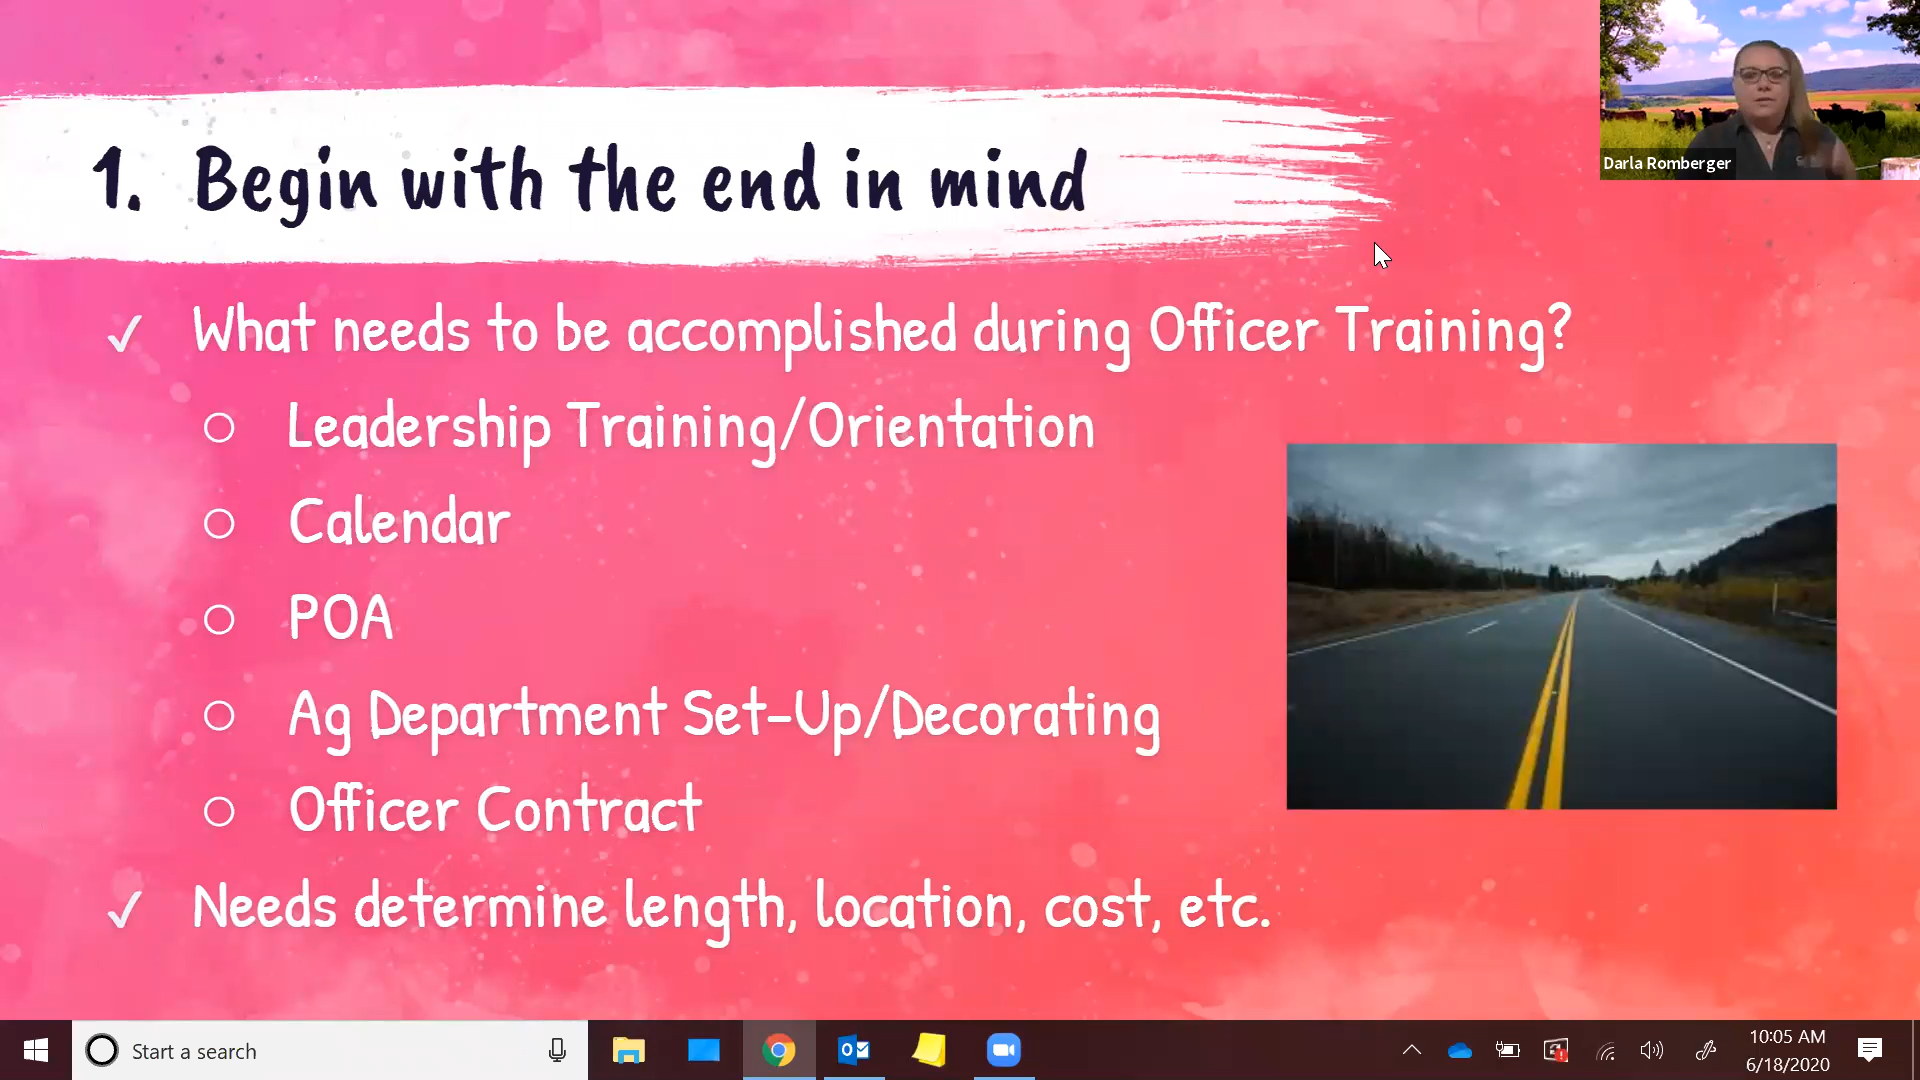 Darla Romberger
1. Begin with the end in mind
✓ What needs to be accomplished during Officer Training?
○ Leadership Training/Orientation
○ Calendar
○ POA
○ Ag Department Set-Up/Decorating
○ Officer Contract
✓ Needs determine length, location, cost, etc.
Start a search
10:05 AM
6/18/2020